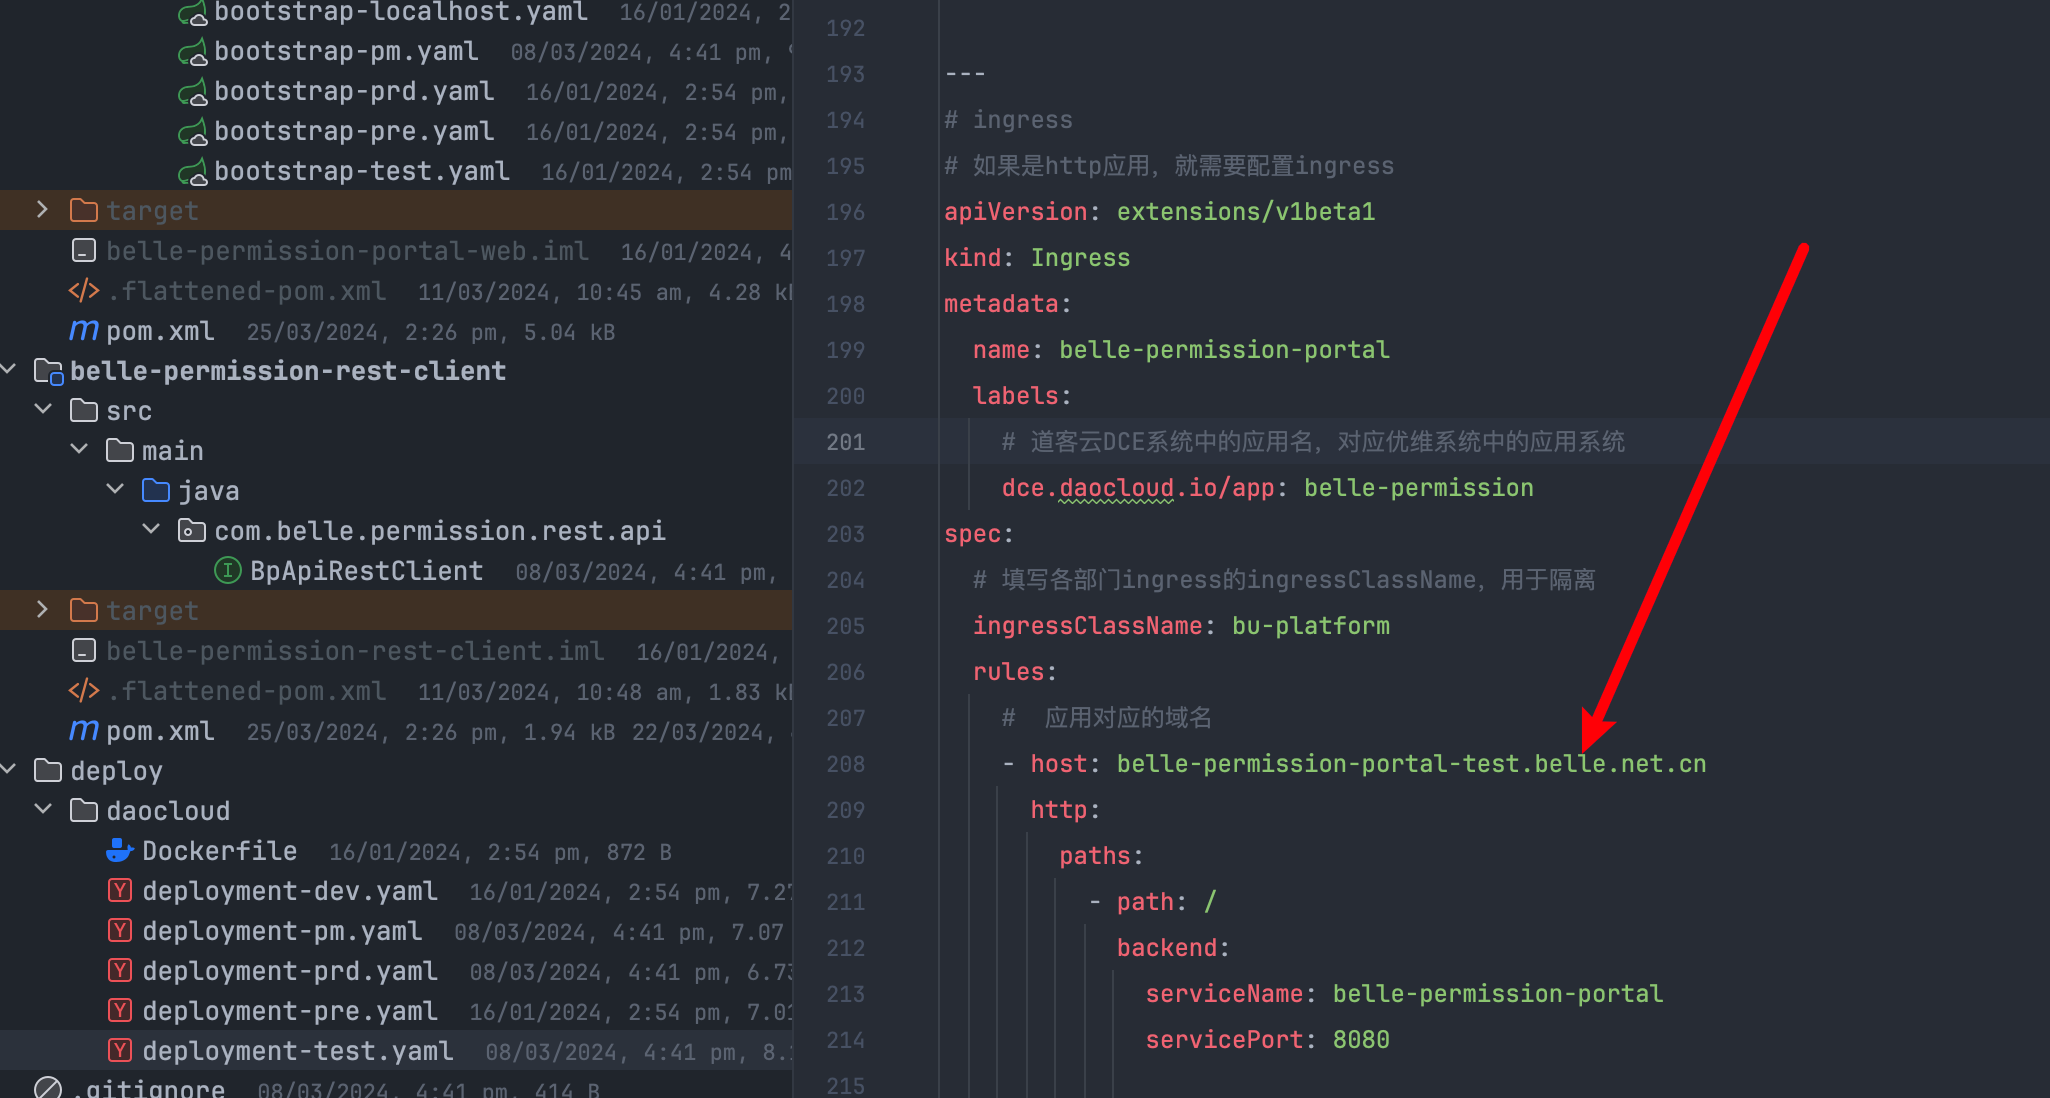 bootstrap-localhost.yaml 16/01/2024, 2
bootstrap-pm.yaml 08/03/2024, 4:41 pm,
bootstrap-prd.yaml 16/01/2024, 2:54 pm,
bootstrap-pre.yaml 16/01/2024, 2:54 pm,
bootstrap-test.yaml 16/01/2024, 2:54 pm
target
belle-permission-portal-web.iml 16/01/2024, 4
.flattened-pom.xml 11/03/2024, 10:45 am, 4.28 k
pom.xml 25/03/2024, 2:26 pm, 5.04 kB
belle-permission-rest-client
src
main
java
com.belle.permission.rest.api
BpApiRestClient 08/03/2024, 4:41 pm,
target
belle-permission-rest-client.iml 16/01/2024,
.flattened-pom.xml 11/03/2024, 10:48 am, 1.83 k
pom.xml 25/03/2024, 2:26 pm, 1.94 kB 22/03/2024,
deploy
daocloud
Dockerfile 16/01/2024, 2:54 pm, 872 B
deployment-dev.yaml 16/01/2024, 2:54 pm, 7.27
deployment-pm.yaml 08/03/2024, 4:41 pm, 7.07
deployment-prd.yaml 08/03/2024, 4:41 pm, 6.73
deployment-pre.yaml 16/01/2024, 2:54 pm, 7.01
deployment-test.yaml 08/03/2024, 4:41 pm, 8.
.gitignore 08/03/2024, 4:41 pm, 414 B
192
193 ---
194 # ingress
195 # 如果是http应用，就需要配置ingress
196 apiVersion: extensions/v1beta1
197 kind: Ingress
198 metadata:
199 name: belle-permission-portal
200 labels:
201 # 道客云DCE系统中的应用名，对应优维系统中的应用系统
202 dce.daocloud.io/app: belle-permission
203 spec:
204 # 填写各部门ingress的ingressClassName，用于隔离
205 ingressClassName: bu-platform
206 rules:
207 # 应用对应的域名
208 - host: belle-permission-portal-test.belle.net.cn
209 http:
210 paths:
211 - path: /
212 backend:
213 serviceName: belle-permission-portal
214 servicePort: 8080
215